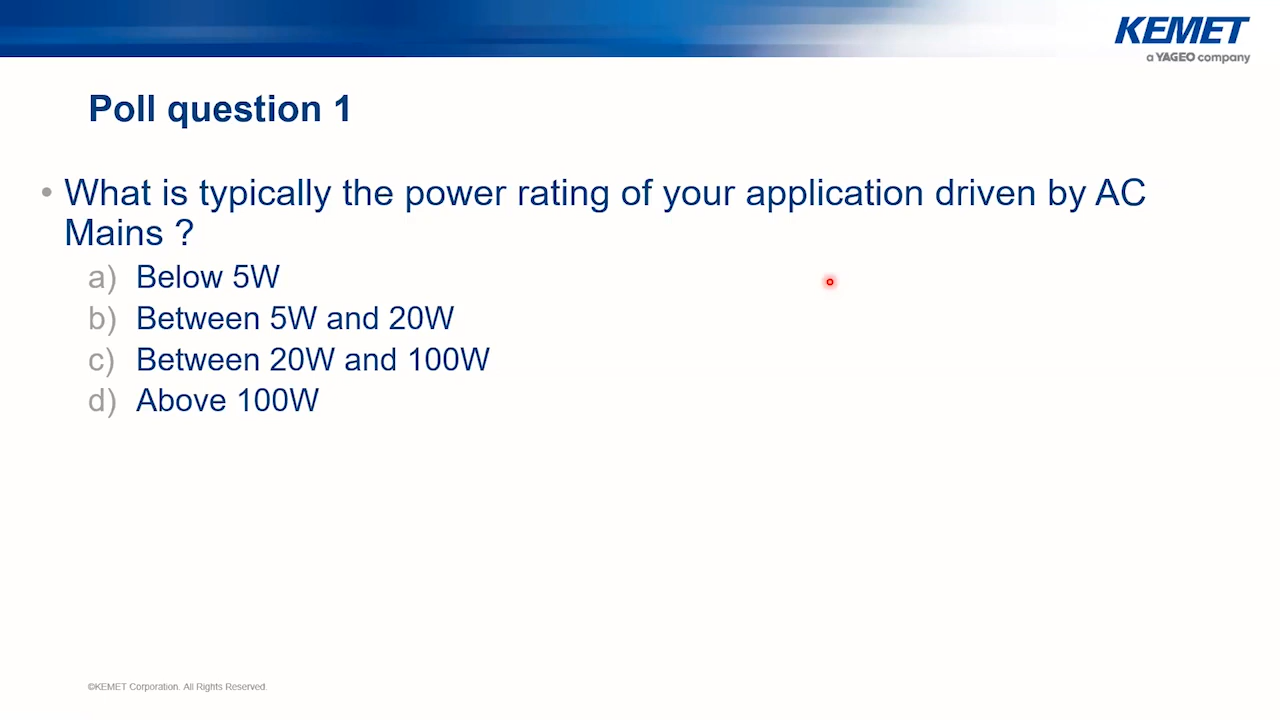 KEMET
a YAGEO company
Poll question 1
• What is typically the power rating of your application driven by AC
Mains ?
a) Below 5W
b) Between 5W and 20W
c) Between 20W and 100W
d) Above 100W
©KEMET Corporation. All Rights Reserved.